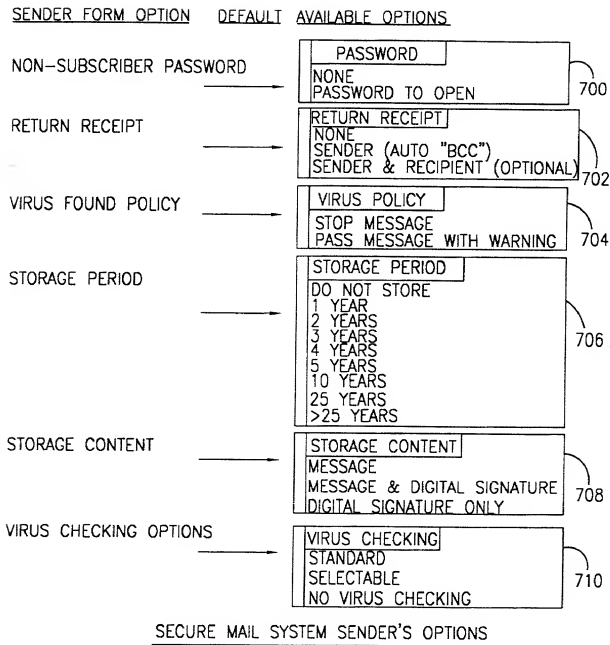 SENDER FORM OPTION DEFAULT AVAILABLE OPTIONS
NON-SUBSCRIBER PASSWORD
PASSWORD
NONE
PASSWORD TO OPEN
700
RETURN RECEIPT
RETURN RECEIPT
NONE
SENDER (AUTO "BCC")
SENDER & RECIPIENT (OPTIONAL)
702
VIRUS FOUND POLICY
VIRUS POLICY
STOP MESSAGE
PASS MESSAGE WITH WARNING
704
STORAGE PERIOD
STORAGE PERIOD
DO NOT STORE
1 YEAR
2 YEARS
3 YEARS
4 YEARS
5 YEARS
10 YEARS
25 YEARS
>25 YEARS
706
STORAGE CONTENT
STORAGE CONTENT
MESSAGE
MESSAGE & DIGITAL SIGNATURE
DIGITAL SIGNATURE ONLY
708
VIRUS CHECKING OPTIONS
VIRUS CHECKING
STANDARD
SELECTABLE
NO VIRUS CHECKING
710
SECURE MAIL SYSTEM SENDER'S OPTIONS